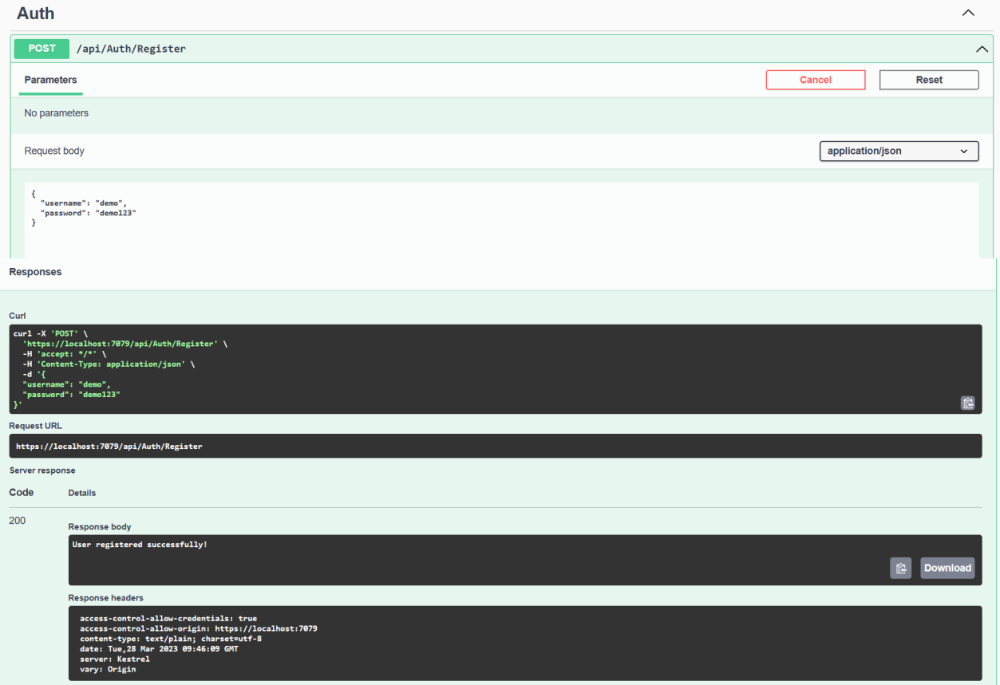 Auth
POST /api/Auth/Register
Parameters Cancel Reset
No parameters
Request body application/json
{
"username": "demo",
"password": "demo123"
}
Responses
Curl
curl -X 'POST' \
'https://localhost:7079/api/Auth/Register' \
-H 'accept: */*' \
-H 'Content-Type: application/json' \
-d '{
"username": "demo",
"password": "demo123"
}'
Request URL
https://localhost:7079/api/Auth/Register
Server response
Code Details
200
Response body
User registered successfully!
Download
Response headers
access-control-allow-credentials: true
access-control-allow-origin: https://localhost:7079
content-type: text/plain; charset=utf-8
date: Tue,28 Mar 2023 09:46:09 GMT
server: Kestrel
vary: Origin